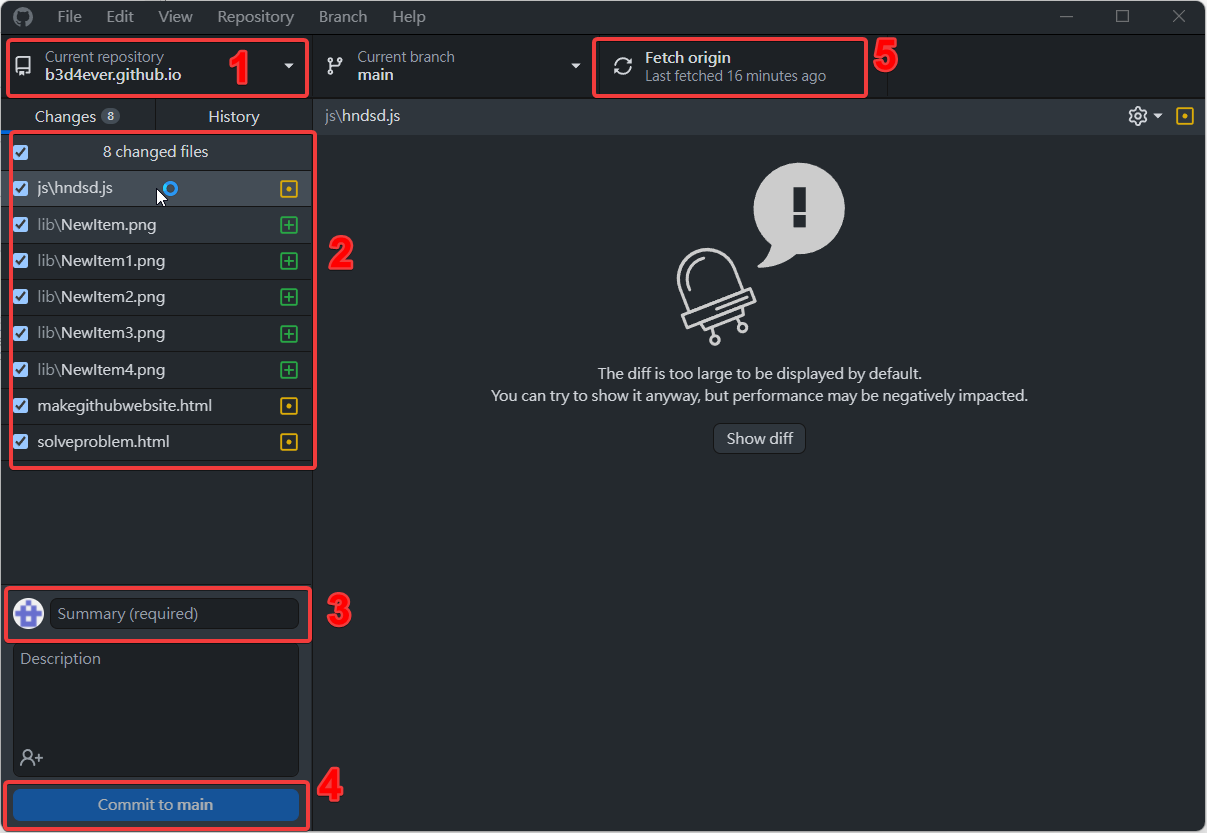 File Edit View Repository Branch Help
Current repository
b3d4ever.github.io
1
Current branch
main
Fetch origin
Last fetched 16 minutes ago
5
Changes 8
History
js\hndsd.js
8 changed files
js\hndsd.js
lib\NewItem.png
lib\NewItem1.png
lib\NewItem2.png
lib\NewItem3.png
lib\NewItem4.png
makegithubwebsite.html
solveproblem.html
2
!
The diff is too large to be displayed by default.
You can try to show it anyway, but performance may be negatively impacted.
Show diff
Summary (required)
3
Description
Commit to main
4